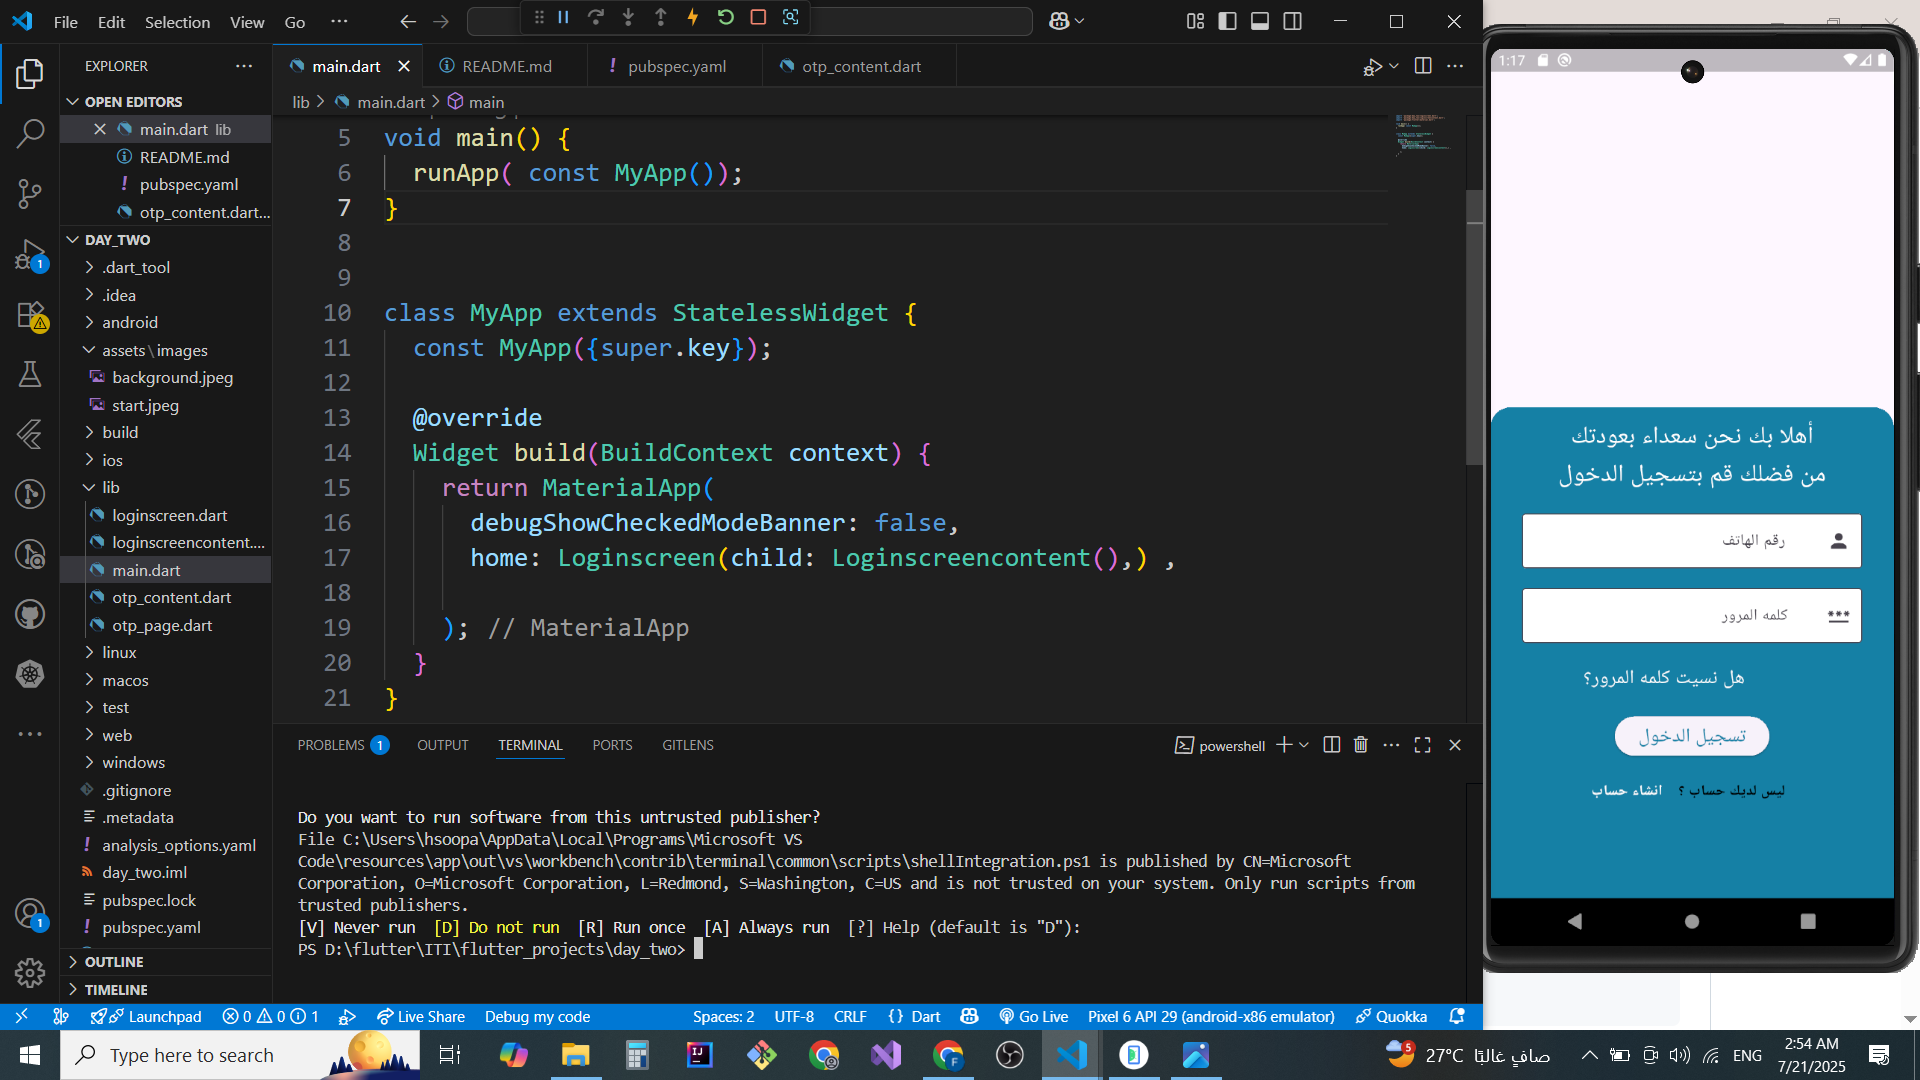 File Edit Selection View Go ···
EXPLORER ···
OPEN EDITORS
main.dart lib
README.md
pubspec.yaml
otp_content.dart...
DAY_TWO
.dart_tool
.idea
android
assets\images
background.jpeg
start.jpeg
build
ios
lib
loginscreen.dart
loginscreencontent....
main.dart
otp_content.dart
otp_page.dart
linux
macos
test
web
windows
.gitignore
.metadata
analysis_options.yaml
day_two.iml
pubspec.lock
pubspec.yaml
OUTLINE
TIMELINE
main.dart README.md pubspec.yaml otp_content.dart
lib > main.dart > main
5 void main() {
6 runApp( const MyApp());
7 }
8
9
10 class MyApp extends StatelessWidget {
11 const MyApp({super.key});
12
13 @override
14 Widget build(BuildContext context) {
15 return MaterialApp(
16 debugShowCheckedModeBanner: false,
17 home: Loginscreen(child: Loginscreencontent(),) ,
18
19 ); // MaterialApp
20 }
21 }
PROBLEMS 1 OUTPUT TERMINAL PORTS GITLENS
powershell
Do you want to run software from this untrusted publisher?
File C:\Users\hsoopa\AppData\Local\Programs\Microsoft VS
Code\resources\app\out\vs\workbench\contrib\terminal\common\scripts\shellIntegration.ps1 is published by CN=Microsoft
Corporation, O=Microsoft Corporation, L=Redmond, S=Washington, C=US and is not trusted on your system. Only run scripts from
trusted publishers.
[V] Never run [D] Do not run [R] Run once [A] Always run [?] Help (default is "D"):
PS D:\flutter\ITI\flutter_projects\day_two>
1:17
أهلا بك نحن سعداء بعودتك
من فضلك قم بتسجيل الدخول
رقم الهاتف
كلمه المرور
هل نسيت كلمه المرور؟
تسجيل الدخول
ليس لديك حساب ؟ انشاء حساب
Launchpad 0 0 1 Live Share Debug my code Spaces: 2 UTF-8 CRLF {} Dart Go Live Pixel 6 API 29 (android-x86 emulator) Quokka
Type here to search
5 27°C صافٍ غالبًا ENG
2:54 AM
7/21/2025